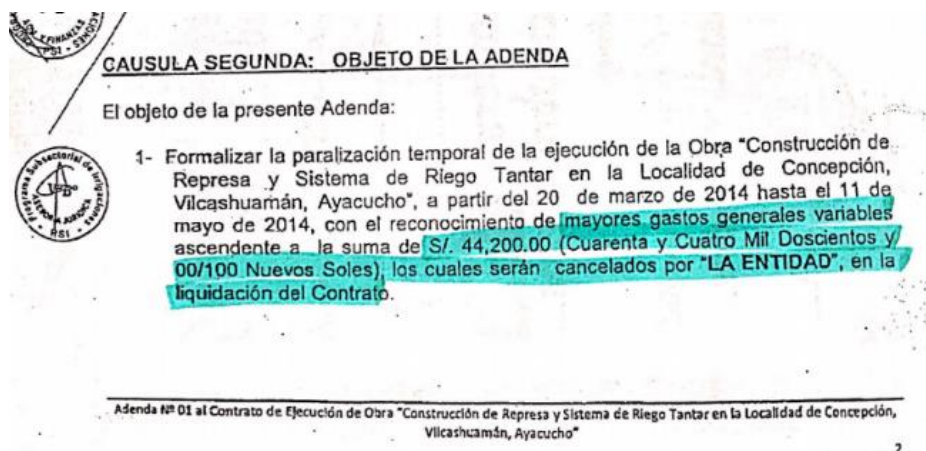 CAUSULA SEGUNDA: OBJETO DE LA ADENDA
El objeto de la presente Adenda:
1- Formalizar la paralización temporal de la ejecución de la Obra "Construcción de
Represa y Sistema de Riego Tantar en la Localidad de Concepción,
Vilcashuamán, Ayacucho", a partir del 20 de marzo de 2014 hasta el 11 de
mayo de 2014, con el reconocimiento de mayores gastos generales variables
ascendente a la suma de S/. 44,200.00 (Cuarenta y Cuatro Mil Doscientos y
00/100 Nuevos Soles), los cuales serán cancelados por "LA ENTIDAD", en la
liquidación del Contrato.
Programa Subsectorial de Irrigaciones
PSI
Adenda Nº 01 al Contrato de Ejecución de Obra "Construcción de Represa y Sistema de Riego Tantar en la Localidad de Concepción,
Vilcashuamán, Ayacucho"
2